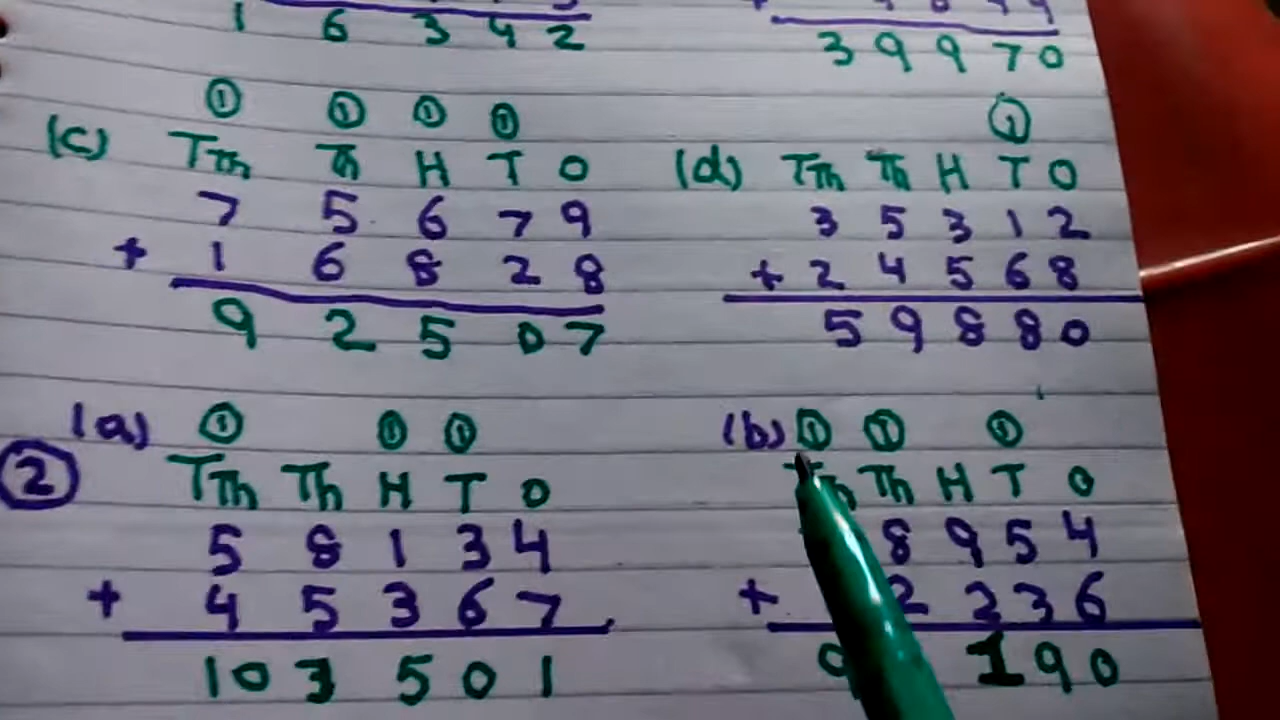 1 6 3 4 2
3 9 9 7 0
① ① ① ①
(c) TTh Th H T O
7 5 6 7 9
+ 1 6 8 2 8
9 2 5 0 7
①
(d) TTh Th H T O
3 5 3 1 2
+ 2 4 5 6 8
5 9 8 8 0
(a) ① ① ①
② TTh Th H T O
5 8 1 3 4
+ 4 5 3 6 7
10 3 5 0 1
(b) ① ① ①
Th H T O
8 9 5 4
+ 2 2 3 6
9 1 9 0